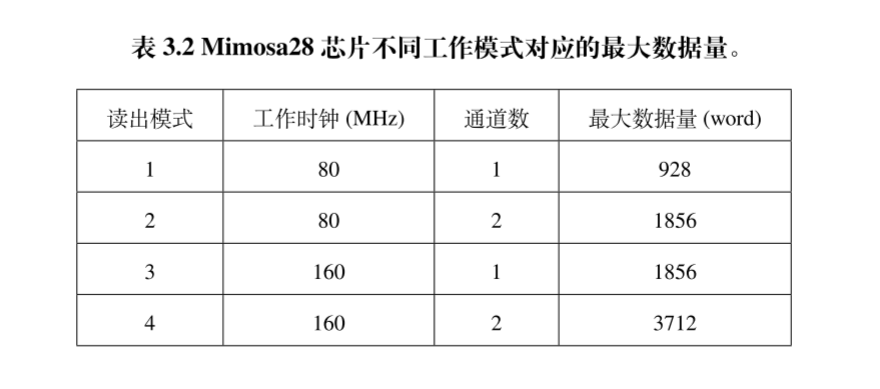 表 3.2 Mimosa28 芯片不同工作模式对应的最大数据量。
读出模式 工作时钟 (MHz) 通道数 最大数据量 (word)
1 80 1 928
2 80 2 1856
3 160 1 1856
4 160 2 3712